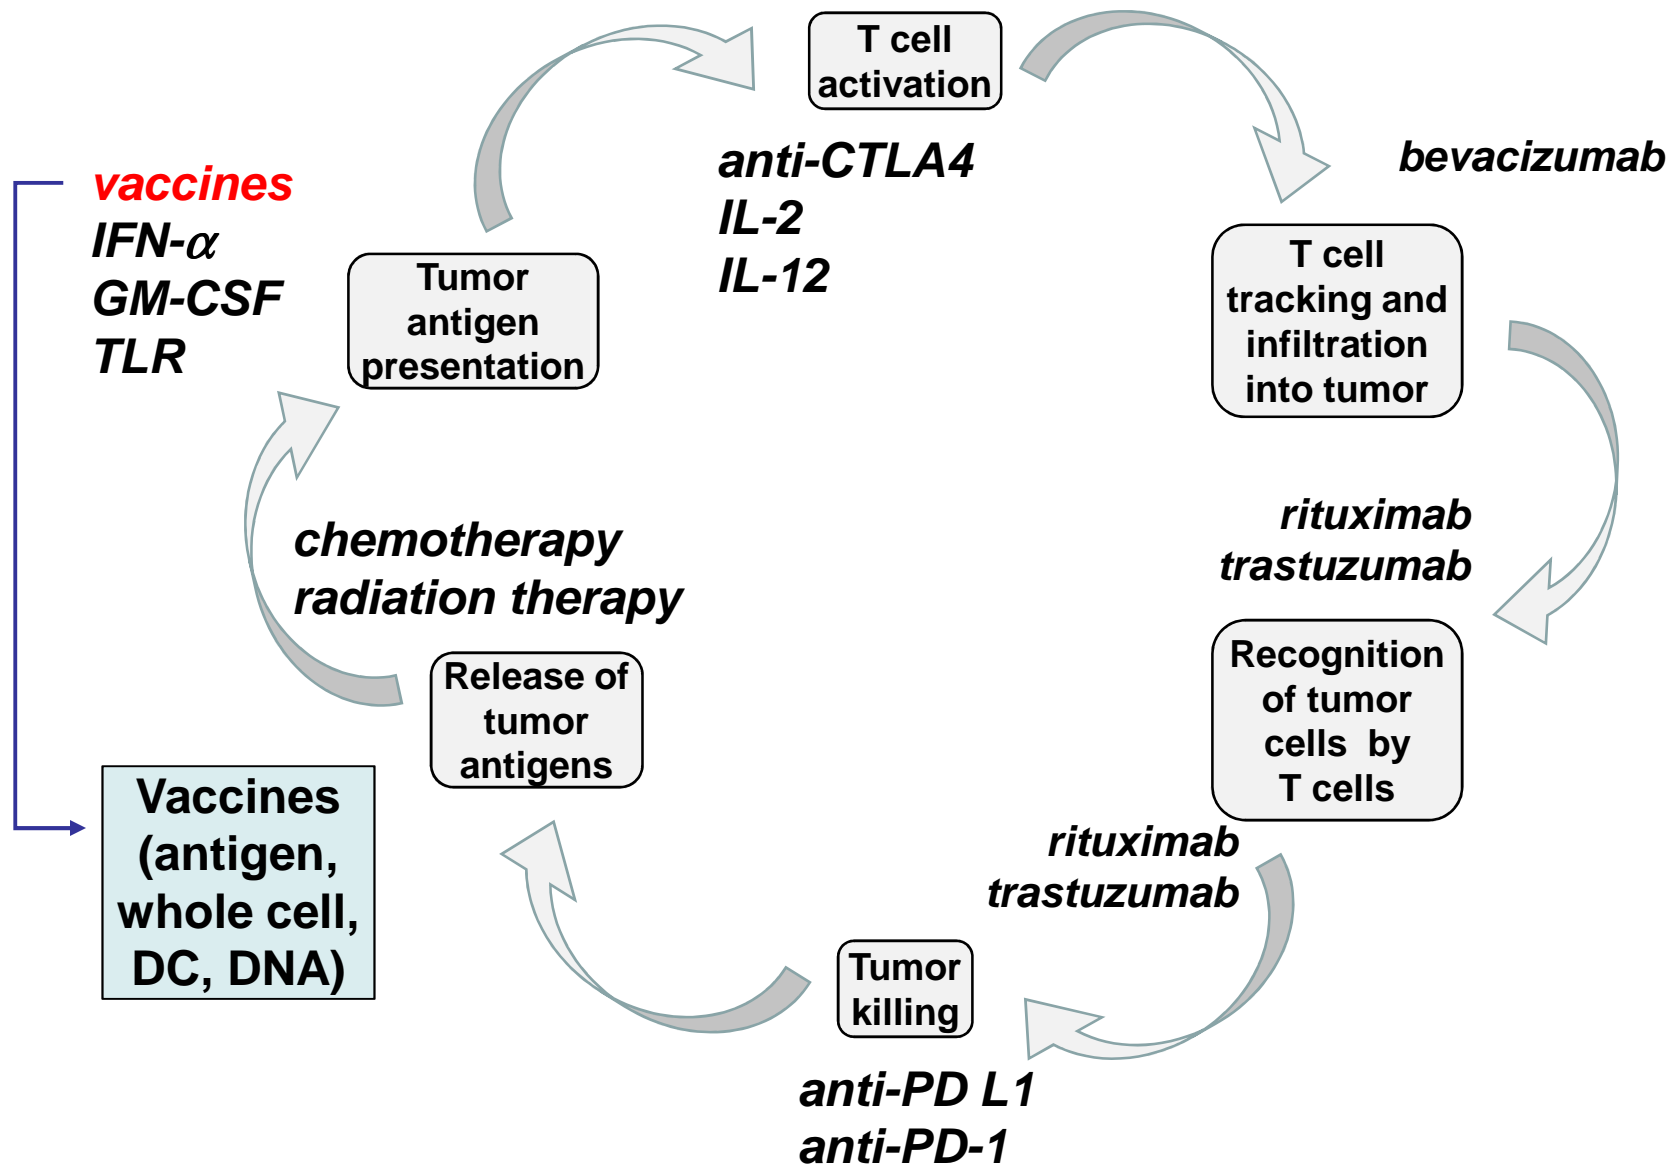 T cell
activation
anti-CTLA4
IL-2
IL-12
bevacizumab
vaccines
IFN-α
GM-CSF
TLR
Tumor
antigen
presentation
T cell
tracking and
infiltration
into tumor
chemotherapy
radiation therapy
rituximab
trastuzumab
Release of
tumor
antigens
Recognition
of tumor
cells by
T cells
Vaccines
(antigen,
whole cell,
DC, DNA)
rituximab
trastuzumab
Tumor
killing
anti-PD L1
anti-PD-1